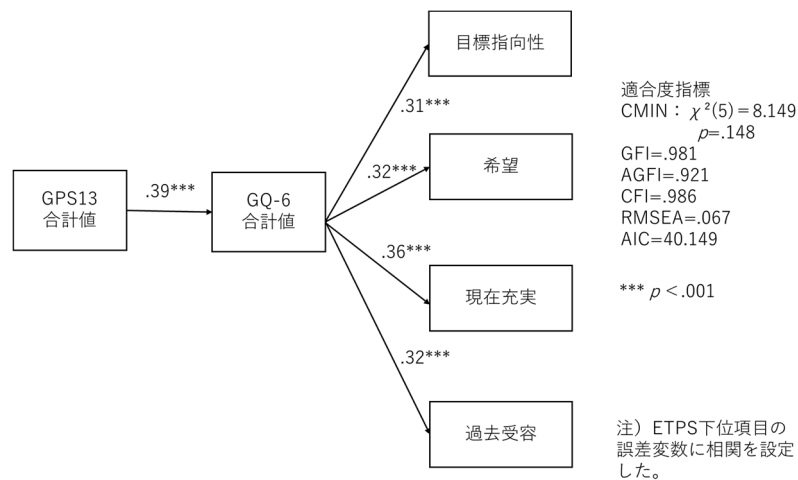 目標指向性
.31***
希望
.32***
GPS13
合計値
.39***
GQ-6
合計値
.36***
現在充実
.32***
過去受容
適合度指標
CMIN：χ²(5)＝8.149
p=.148
GFI=.981
AGFI=.921
CFI=.986
RMSEA=.067
AIC=40.149
*** p＜.001
注）ETPS下位項目の
誤差変数に相関を設定
した。